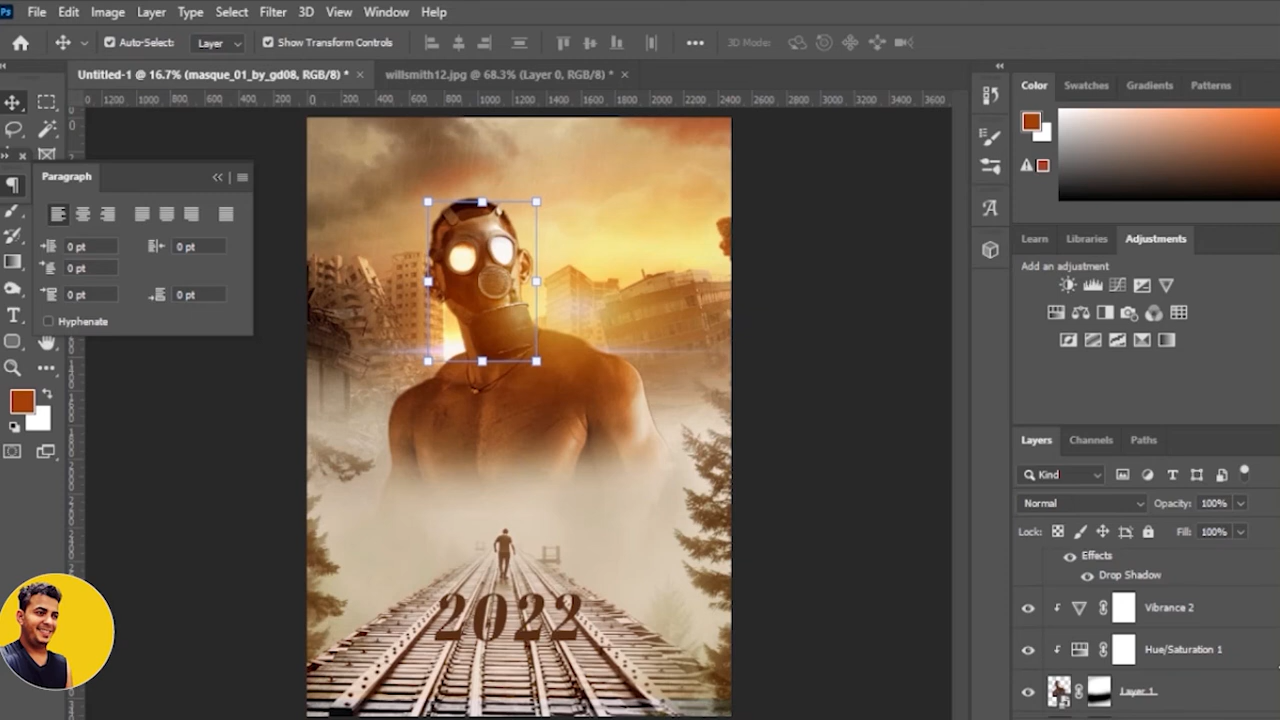 Ps File Edit Image Layer Type Select Filter 3D View Window Help
Auto-Select: Layer Show Transform Controls 3D Mode:
Untitled-1 @ 16.7% (masque_01_by_gd08, RGB/8) * × willsmith12.jpg @ 68.3% (Layer 0, RGB/8) * ×
0 1200 1000 800 600 400 200 0 200 400 600 800 1000 1200 1400 1600 1800 2000 2200 2400 2600 2800 3000 3200 3400 3600
Color Swatches Gradients Patterns
Paragraph
0 pt 0 pt
0 pt
0 pt 0 pt
Hyphenate
Learn Libraries Adjustments
Add an adjustment
2022
Layers Channels Paths
Kind
Normal Opacity: 100%
Lock: Fill: 100%
Effects
Drop Shadow
Vibrance 2
Hue/Saturation 1
Layer 1